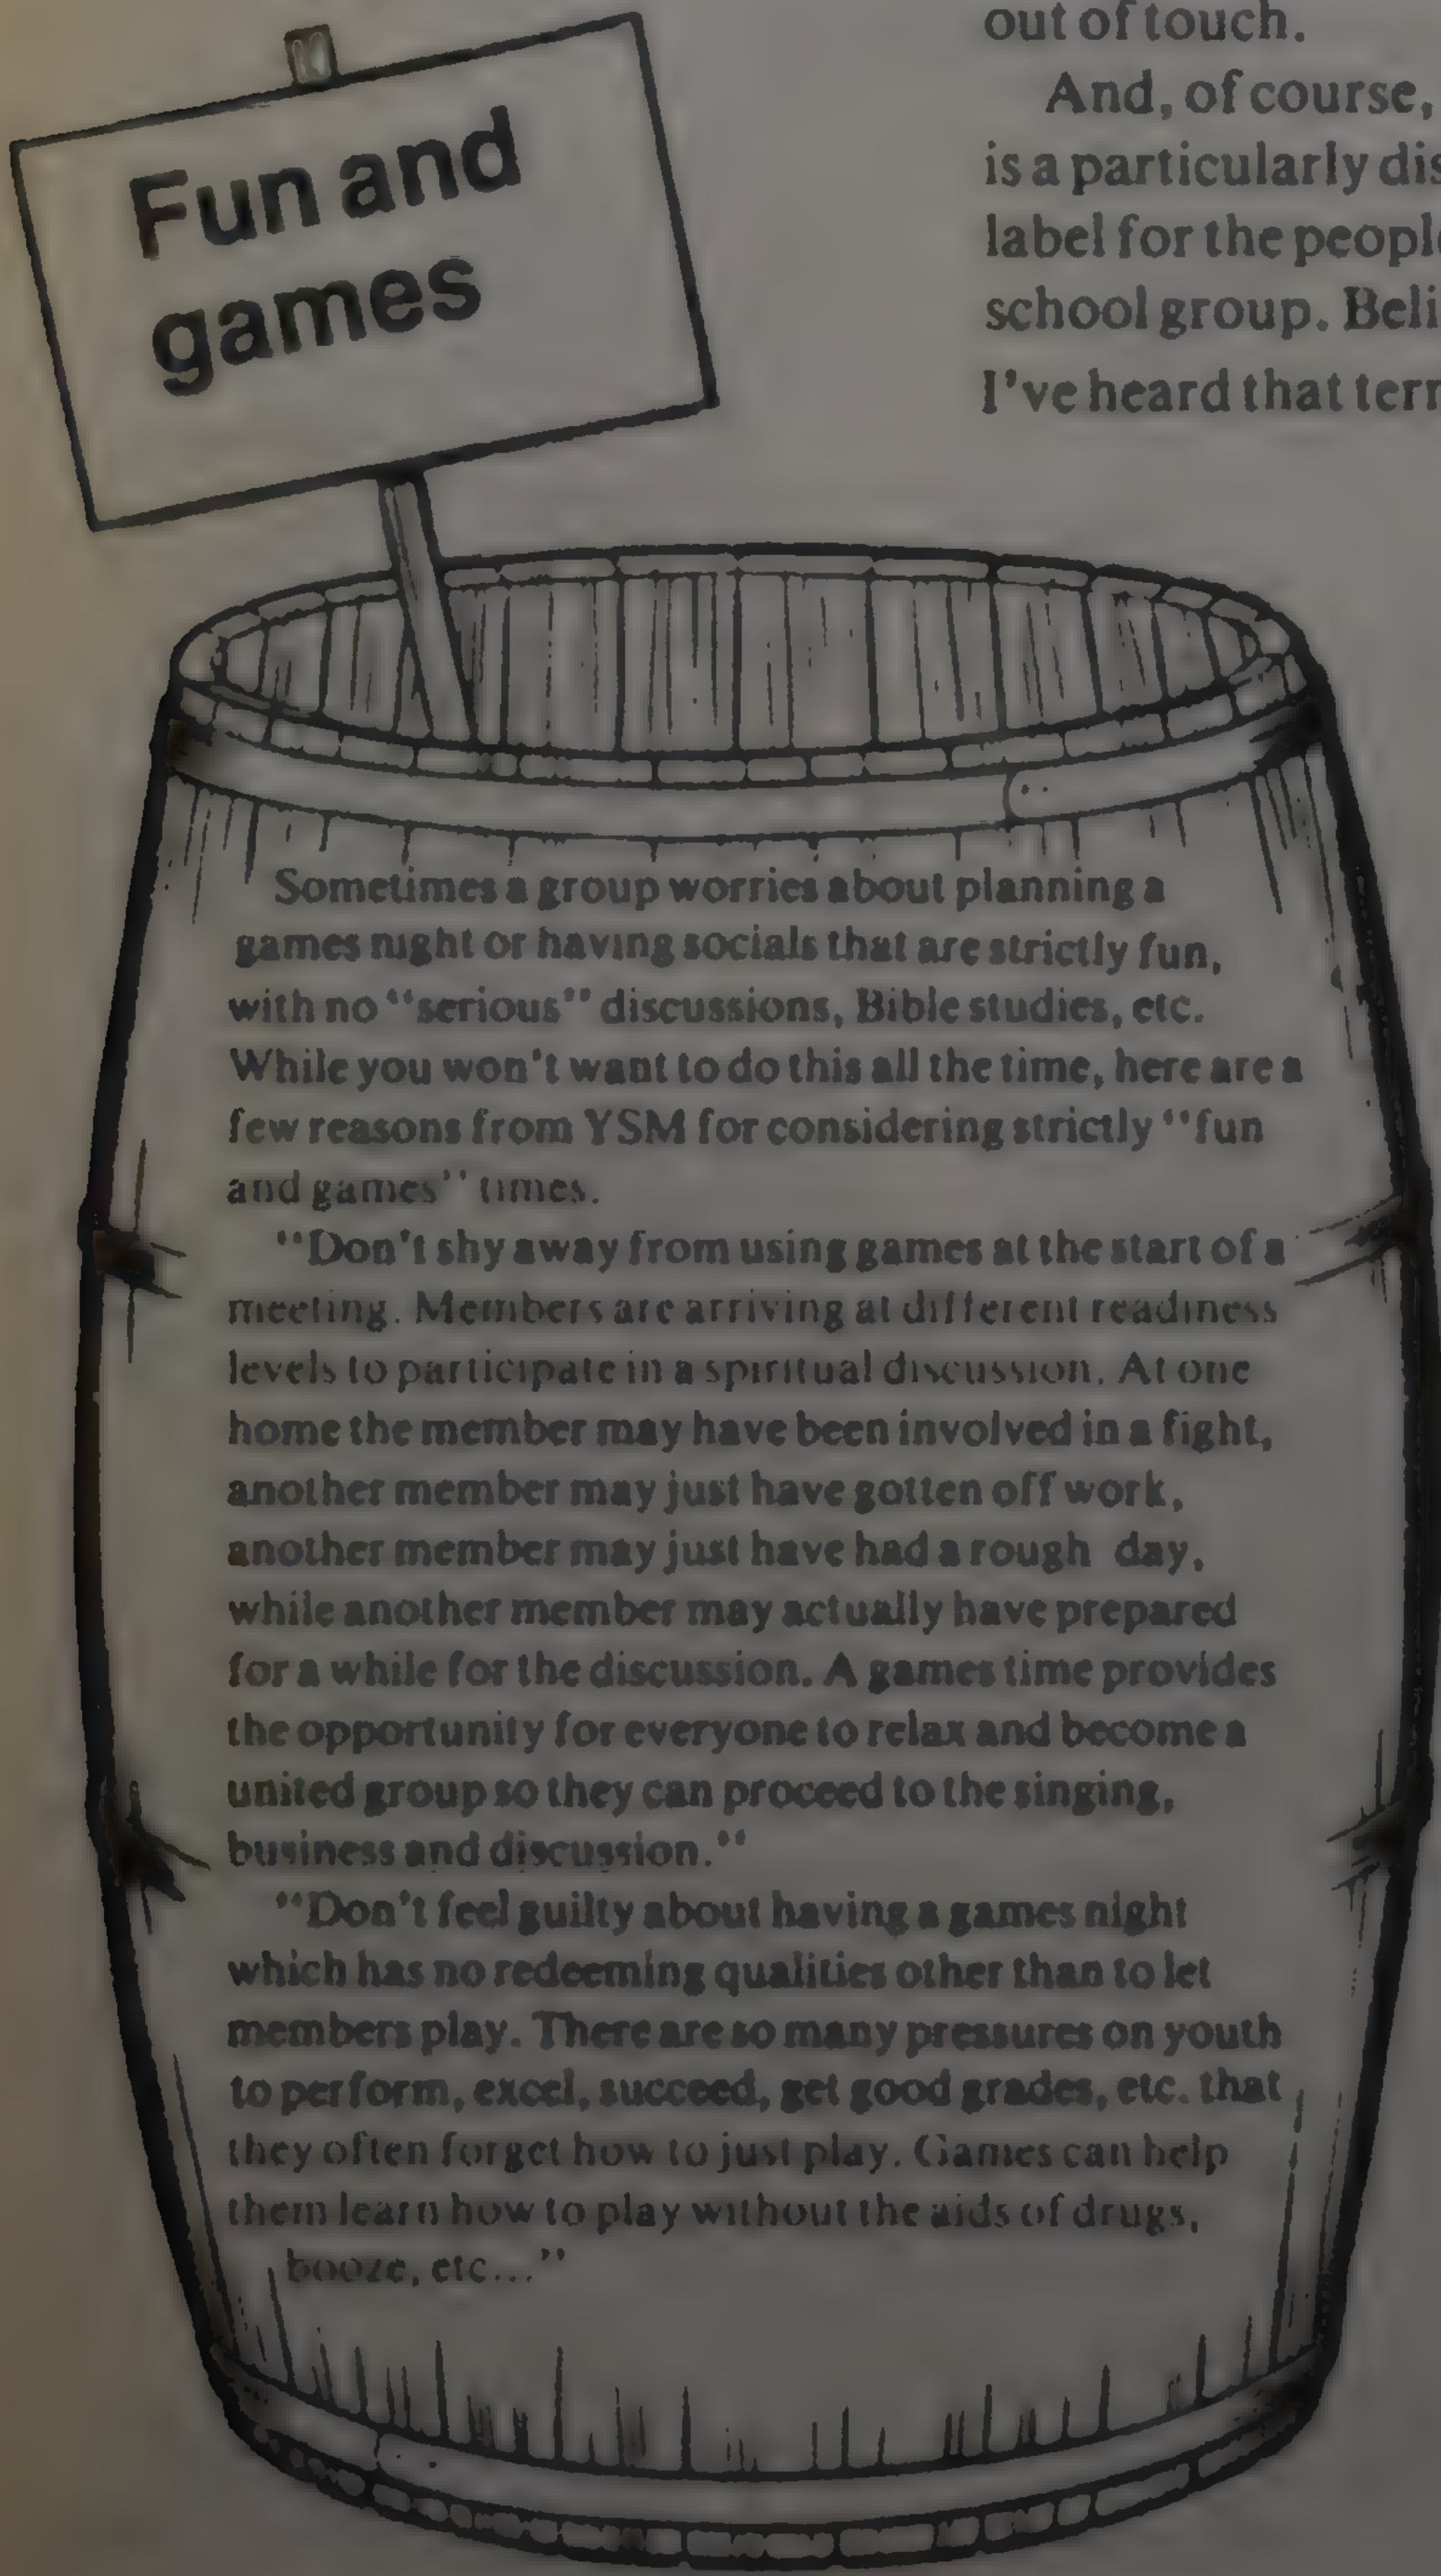 out of touch.
And, of course,
is a particularly dis
label for the people
school group. Beli
I've heard that ter
Fun and
games
Sometimes a group worries about planning a
games night or having socials that are strictly fun,
with no "serious" discussions, Bible studies, etc.
While you won't want to do this all the time, here are a
few reasons from YSM for considering strictly "fun
and games" times.
"Don't shy away from using games at the start of a
meeting. Members are arriving at different readiness
levels to participate in a spiritual discussion. At one
home the member may have been involved in a fight,
another member may just have gotten off work,
another member may just have had a rough day,
while another member may actually have prepared
for a while for the discussion. A games time provides
the opportunity for everyone to relax and become a
united group so they can proceed to the singing,
business and discussion."
"Don't feel guilty about having a games night
which has no redeeming qualities other than to let
members play. There are so many pressures on youth
to perform, excel, succeed, get good grades, etc. that
they often forget how to just play. Games can help
them learn how to play without the aids of drugs,
booze, etc..."